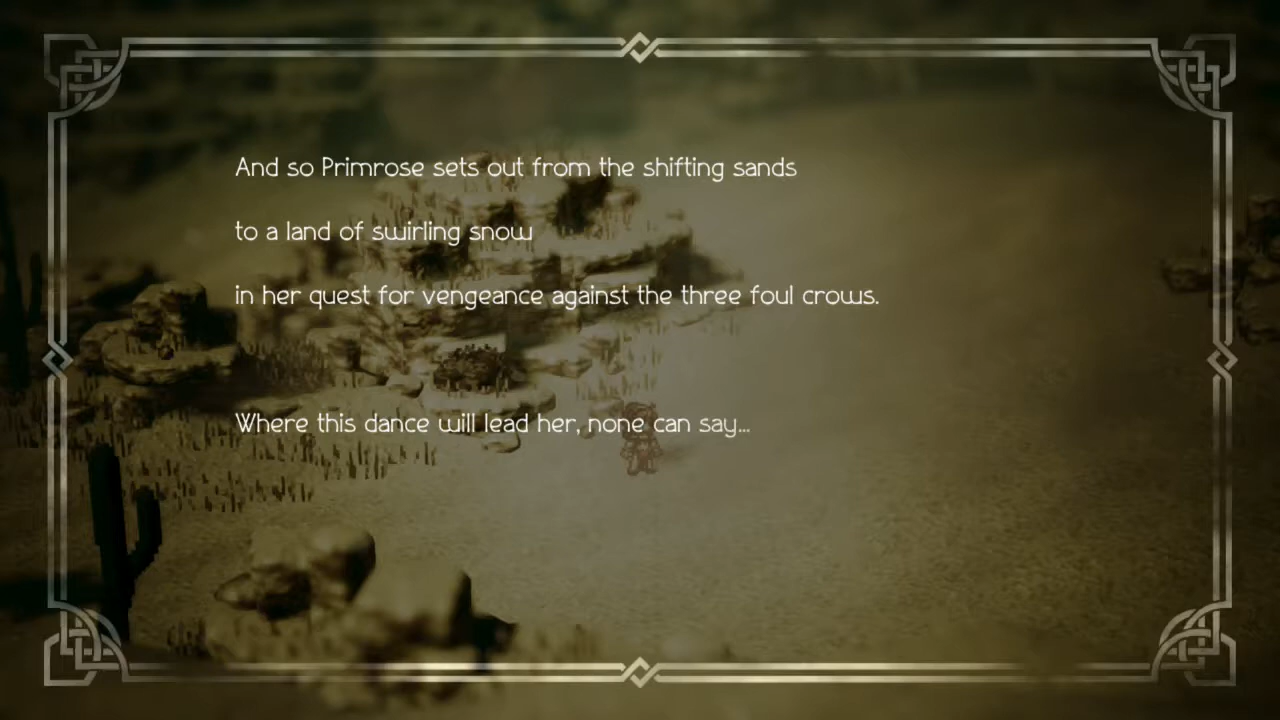 And so Primrose sets out from the shifting sands
to a land of swirling snow
in her quest for vengeance against the three foul crows.
Where this dance will lead her, none can say...